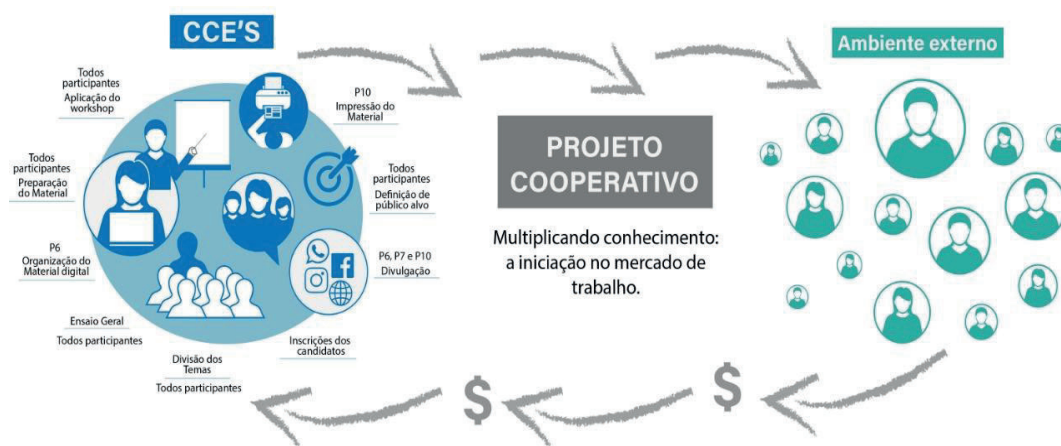 CCE'S
Todos
participantes
Aplicação do
workshop
P10
Impressão do
Material
Todos
participantes
Preparação
do Material
Todos
participantes
Definição de
público alvo
P6
Organização do
Material digital
P6, P7 e P10
Divulgação
Ensaio Geral
Todos participantes
Inscrições dos
candidatos
Divisão dos
Temas
Todos participantes
PROJETO
COOPERATIVO
Multiplicando conhecimento:
a iniciação no mercado de
trabalho.
Ambiente externo
$
$